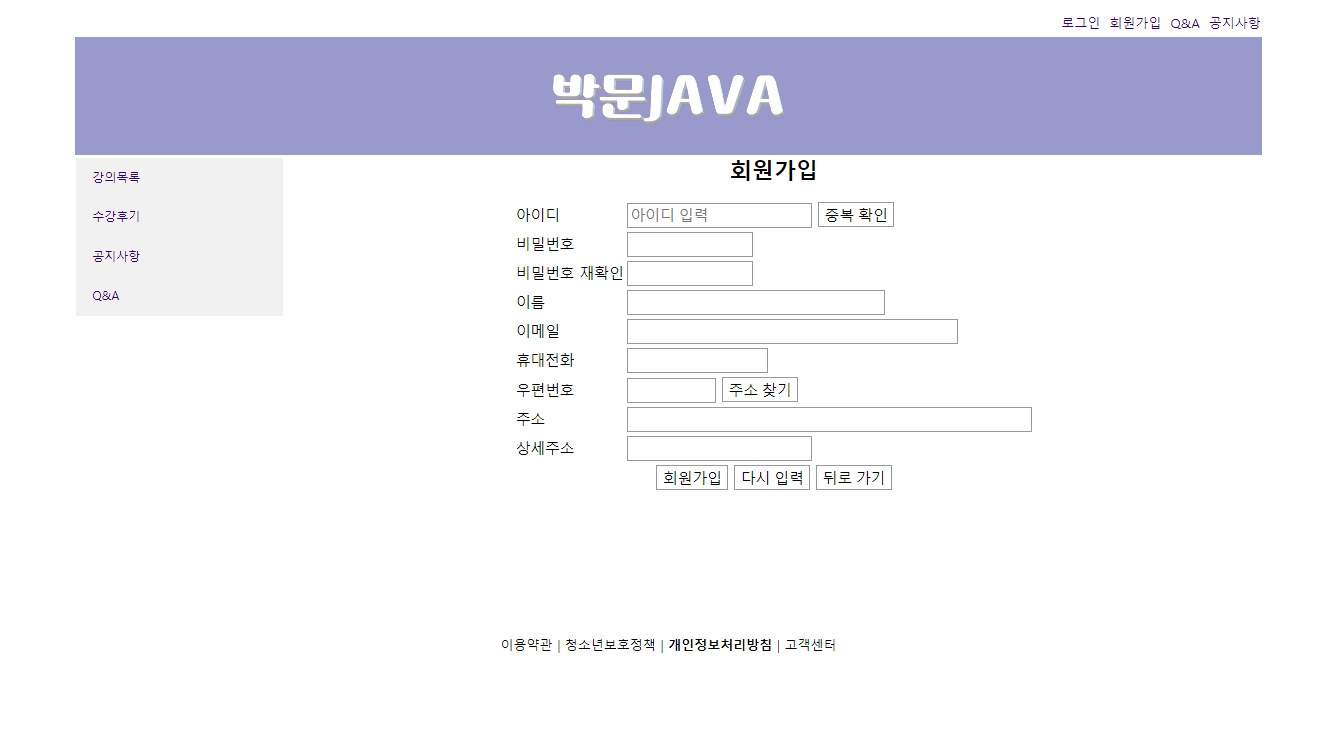 로그인 회원가입 Q&A 공지사항
박문JAVA
강의목록
수강후기
공지사항
Q&A
회원가입
아이디 아이디 입력 중복 확인
비밀번호
비밀번호 재확인
이름
이메일
휴대전화
우편번호 주소 찾기
주소
상세주소
회원가입 다시 입력 뒤로 가기
이용약관 | 청소년보호정책 | 개인정보처리방침 | 고객센터